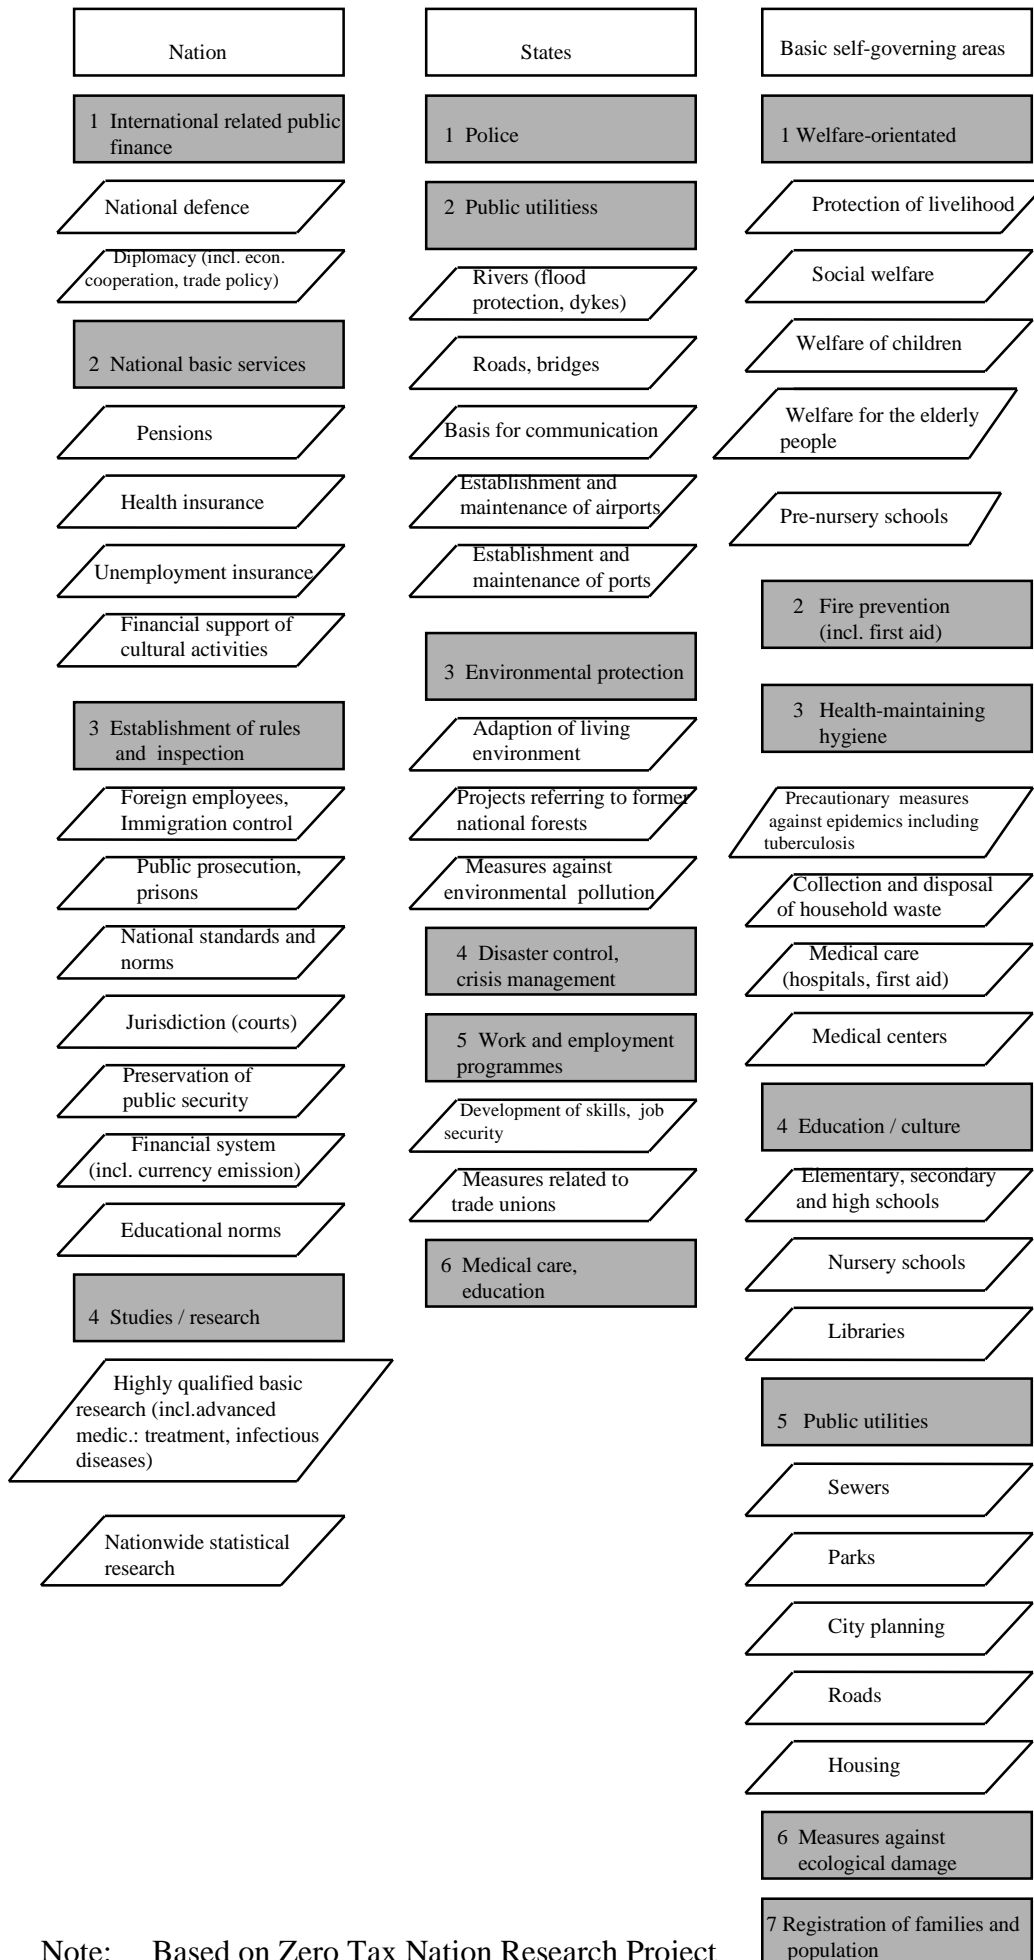 Nation
1 International related public
finance
National defence
Diplomacy (incl. econ.
cooperation, trade policy)
2 National basic services
Pensions
Health insurance
Unemployment insurance
Financial support of
cultural activities
3 Establishment of rules
and inspection
Foreign employees,
Immigration control
Public prosecution,
prisons
National standards and
norms
Jurisdiction (courts)
Preservation of
public security
Financial system
(incl. currency emission)
Educational norms
4 Studies / research
Highly qualified basic
research (incl.advanced
medic.: treatment, infectious
diseases)
Nationwide statistical
research
States
1 Police
2 Public utilitiess
Rivers (flood
protection, dykes)
Roads, bridges
Basis for communication
Establishment and
maintenance of airports
Establishment and
maintenance of ports
3 Environmental protection
Adaption of living
environment
Projects referring to former
national forests
Measures against
environmental pollution
4 Disaster control,
crisis management
5 Work and employment
programmes
Development of skills, job
security
Measures related to
trade unions
6 Medical care,
education
Basic self-governing areas
1 Welfare-orientated
Protection of livelihood
Social welfare
Welfare of children
Welfare for the elderly
people
Pre-nursery schools
2 Fire prevention
(incl. first aid)
3 Health-maintaining
hygiene
Precautionary measures
against epidemics including
tuberculosis
Collection and disposal
of household waste
Medical care
(hospitals, first aid)
Medical centers
4 Education / culture
Elementary, secondary
and high schools
Nursery schools
Libraries
5 Public utilities
Sewers
Parks
City planning
Roads
Housing
6 Measures against
ecological damage
7 Registration of families and
population
Note: Based on Zero Tax Nation Research Project